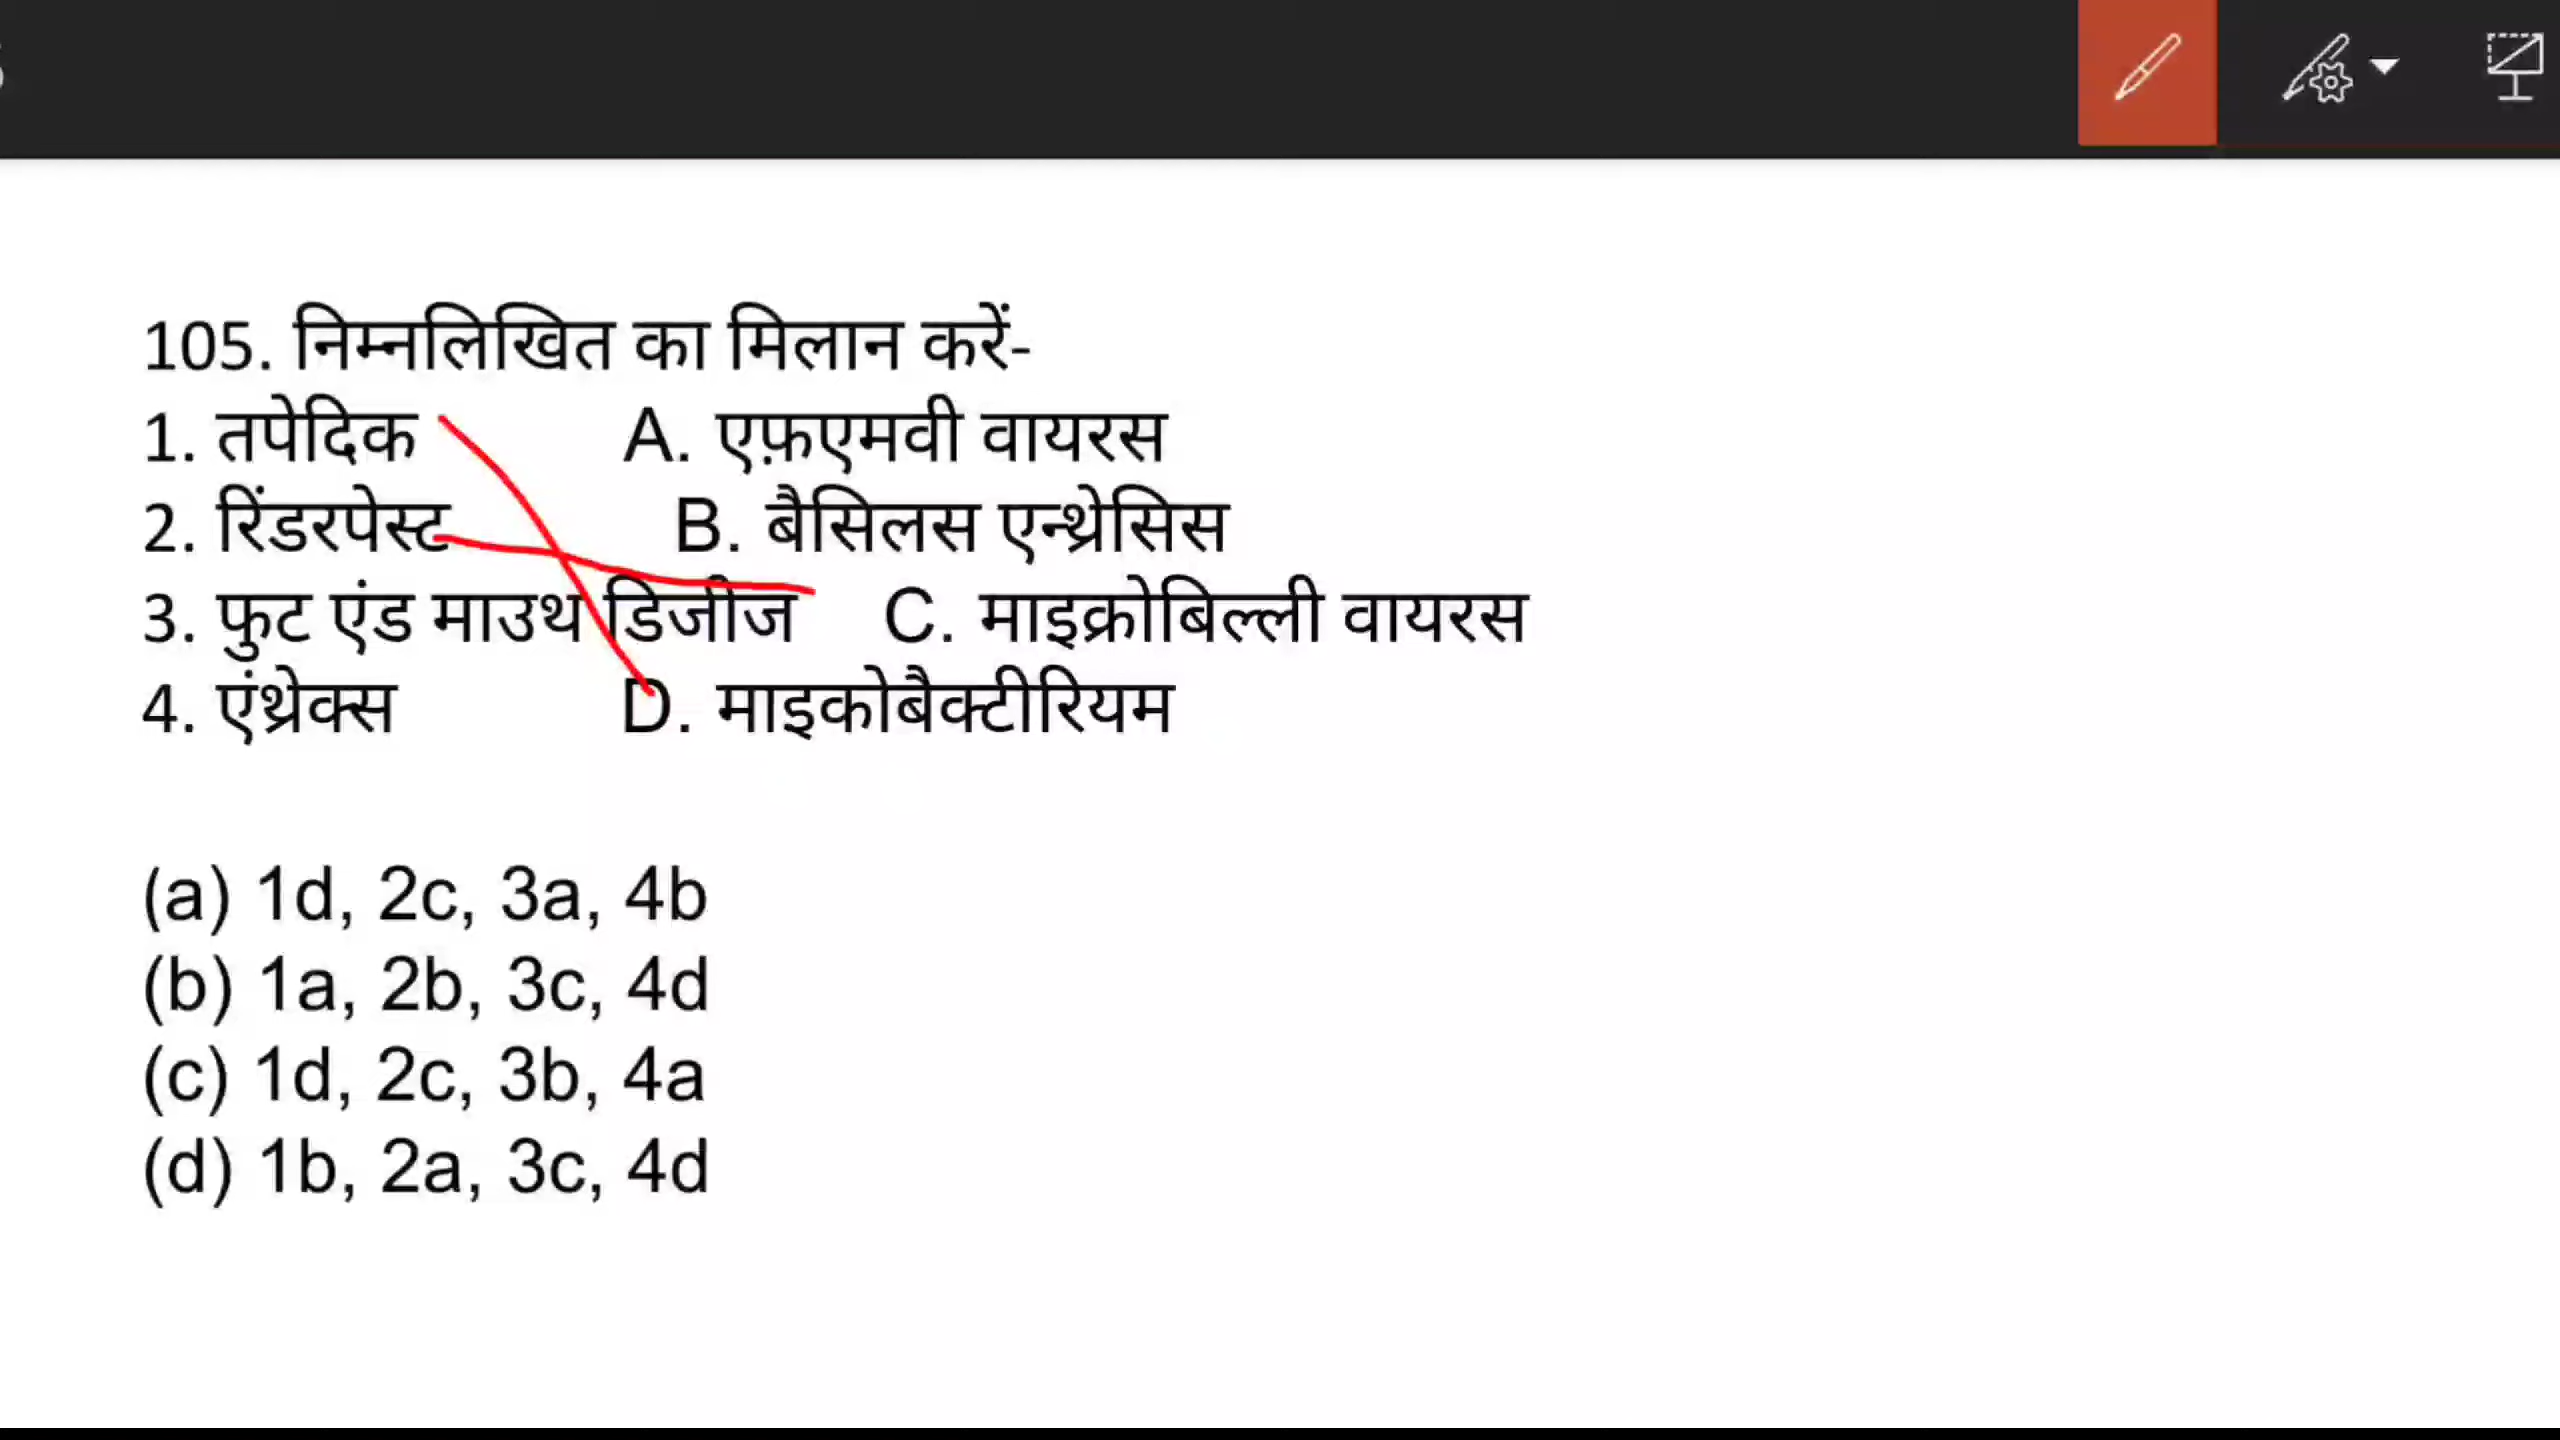 105. निम्नलिखित का मिलान करें-
1. तपेदिक A. एफ़एमवी वायरस
2. रिंडरपेस्ट B. बैसिलस एन्थ्रेसिस
3. फुट एंड माउथ डिजीज C. माइक्रोबिल्ली वायरस
4. एंथ्रेक्स D. माइकोबैक्टीरियम
(a) 1d, 2c, 3a, 4b
(b) 1a, 2b, 3c, 4d
(c) 1d, 2c, 3b, 4a
(d) 1b, 2a, 3c, 4d